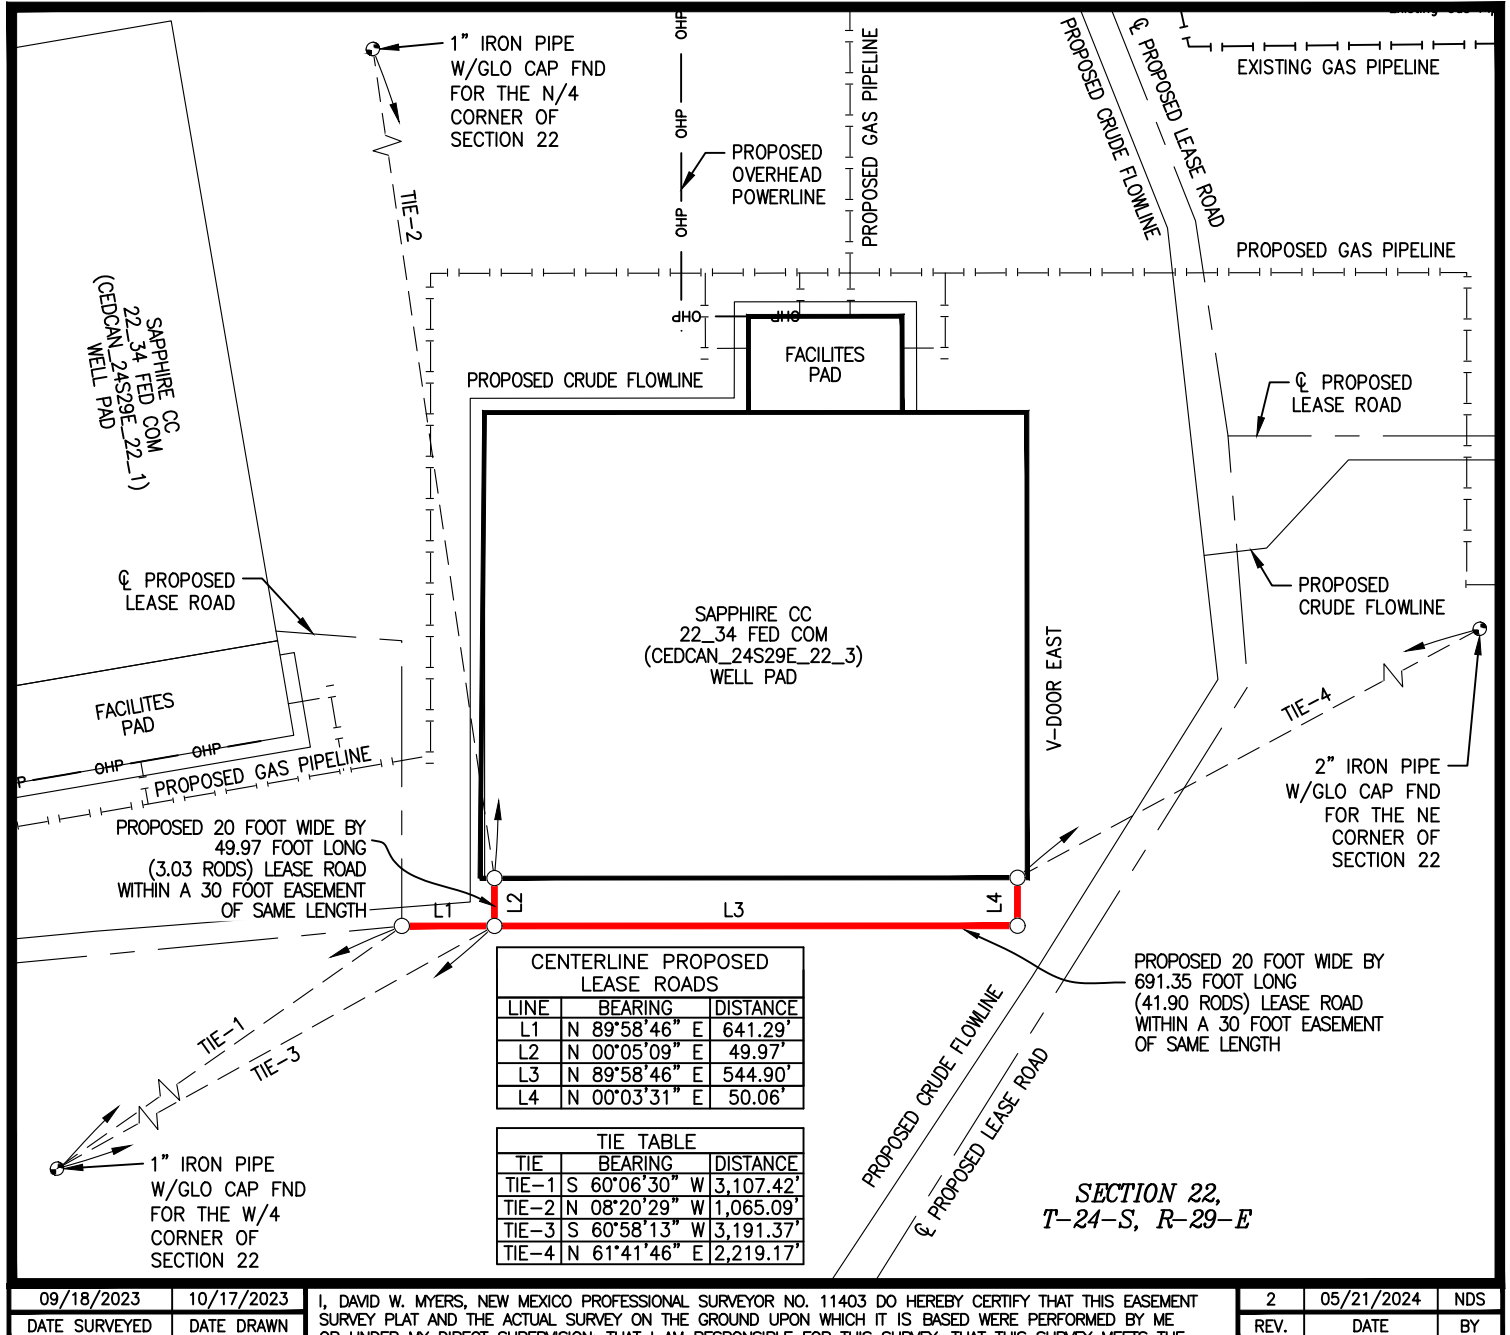 1" IRON PIPE
W/GLO CAP FND
FOR THE N/4
CORNER OF
SECTION 22
TIE-2
OHP
OHP
OHP
PROPOSED
OVERHEAD
POWERLINE
PROPOSED GAS PIPELINE
PROPOSED CRUDE FLOWLINE
℄ PROPOSED LEASE ROAD
EXISTING GAS PIPELINE
PROPOSED GAS PIPELINE
SAPPHIRE CC
22_34 FED COM
(CEDCAN_24S29E_22_1)
WELL PAD
OHP
OHP
FACILITES
PAD
PROPOSED CRUDE FLOWLINE
℄ PROPOSED
LEASE ROAD
℄ PROPOSED
LEASE ROAD
PROPOSED
CRUDE FLOWLINE
SAPPHIRE CC
22_34 FED COM
(CEDCAN_24S29E_22_3)
WELL PAD
V-DOOR EAST
TIE-4
2" IRON PIPE
W/GLO CAP FND
FOR THE NE
CORNER OF
SECTION 22
FACILITES
PAD
P
OHP
OHP
PROPOSED GAS PIPELINE
PROPOSED 20 FOOT WIDE BY
49.97 FOOT LONG
(3.03 RODS) LEASE ROAD
WITHIN A 30 FOOT EASEMENT
OF SAME LENGTH
L1
L2
L3
L4
PROPOSED 20 FOOT WIDE BY
691.35 FOOT LONG
(41.90 RODS) LEASE ROAD
WITHIN A 30 FOOT EASEMENT
OF SAME LENGTH
TIE-1
TIE-3
1" IRON PIPE
W/GLO CAP FND
FOR THE W/4
CORNER OF
SECTION 22
CENTERLINE PROPOSED
LEASE ROADS
LINE BEARING DISTANCE
L1 N 89°58'46" E 641.29'
L2 N 00°05'09" E 49.97'
L3 N 89°58'46" E 544.90'
L4 N 00°03'31" E 50.06'
TIE TABLE
TIE BEARING DISTANCE
TIE-1 S 60°06'30" W 3,107.42'
TIE-2 N 08°20'29" W 1,065.09'
TIE-3 S 60°58'13" W 3,191.37'
TIE-4 N 61°41'46" E 2,219.17'
PROPOSED CRUDE FLOWLINE
℄ PROPOSED LEASE ROAD
SECTION 22,
T-24-S, R-29-E
09/18/2023 10/17/2023
DATE SURVEYED DATE DRAWN
I, DAVID W. MYERS, NEW MEXICO PROFESSIONAL SURVEYOR NO. 11403 DO HEREBY CERTIFY THAT THIS EASEMENT
SURVEY PLAT AND THE ACTUAL SURVEY ON THE GROUND UPON WHICH IT IS BASED WERE PERFORMED BY ME
2 05/21/2024 NDS
REV. DATE BY